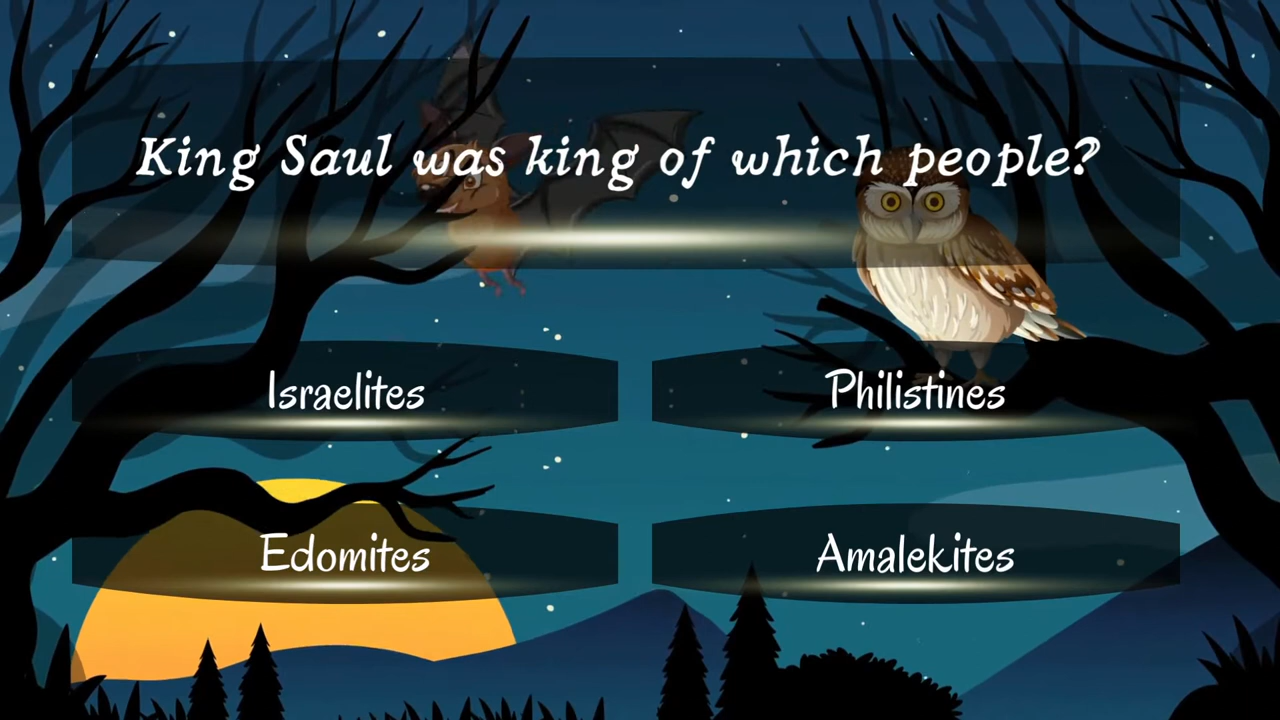 King Saul was king of which people?
Israelites
Philistines
Edomites
Amalekites